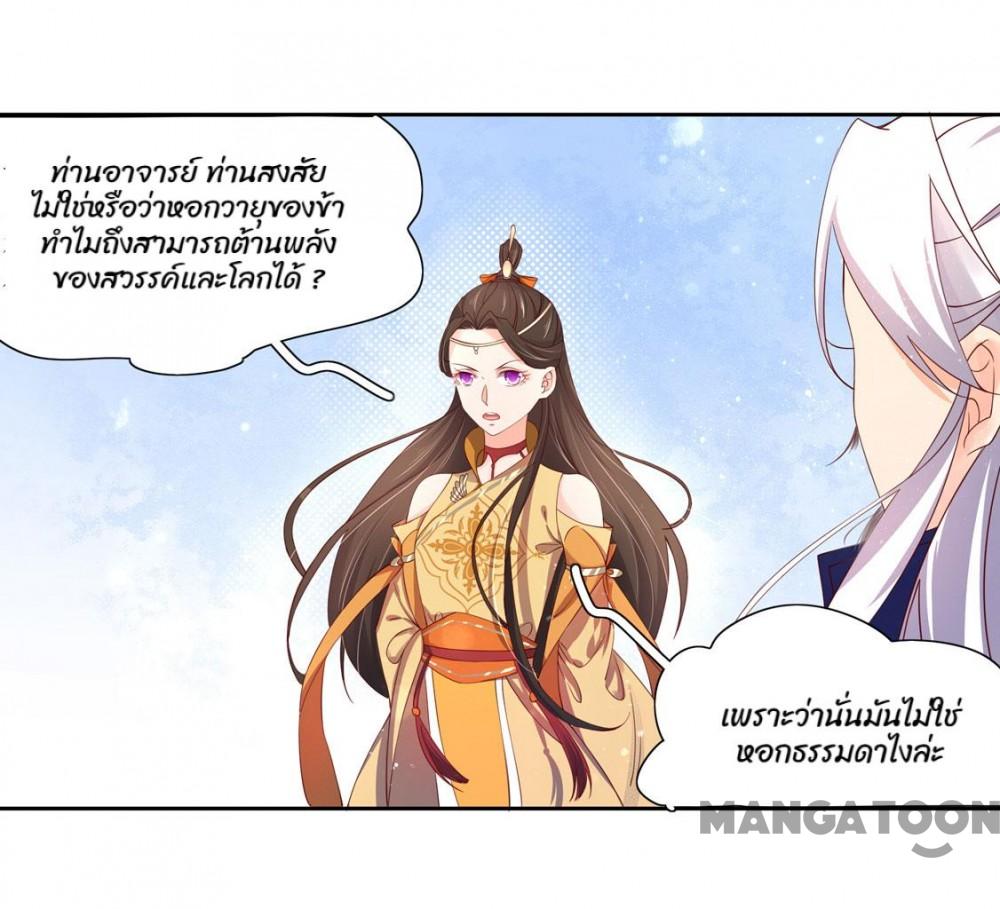 ท่านอาจารย์ ท่านสงสัย
ไม่ใช่หรือว่าหอกวายุของข้า
ทำไมถึงสามารถต้านพลัง
ของสวรรค์และโลกได้ ?
เพราะว่านั่นมันไม่ใช่
หอกธรรมดาไงล่ะ
MANGATOON